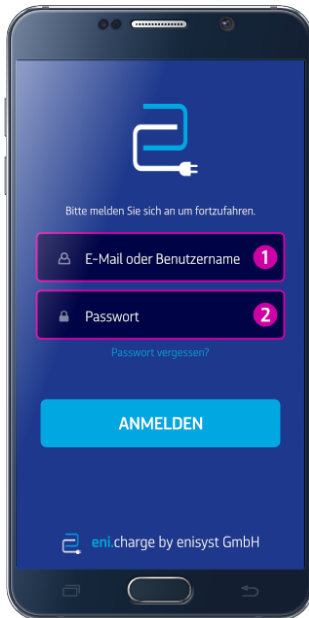 Bitte melden Sie sich an um fortzufahren.
E-Mail oder Benutzername 1
Passwort 2
Passwort vergessen?
ANMELDEN
eni.charge by enisyst GmbH